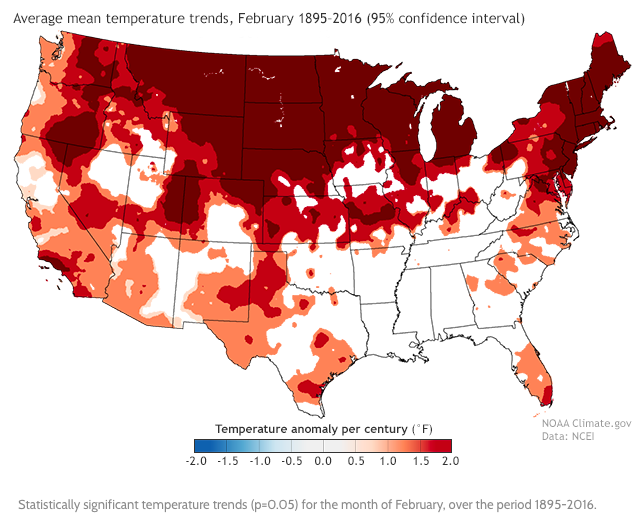 Average mean temperature trends, February 1895-2016 (95% confidence interval)
NOAA Climate.gov
Data: NCEI
Temperature anomaly per century (°F)
-2.0 -1.5 -1.0 -0.5 0.0 0.5 1.0 1.5 2.0
Statistically significant temperature trends (p=0.05) for the month of February, over the period 1895-2016.